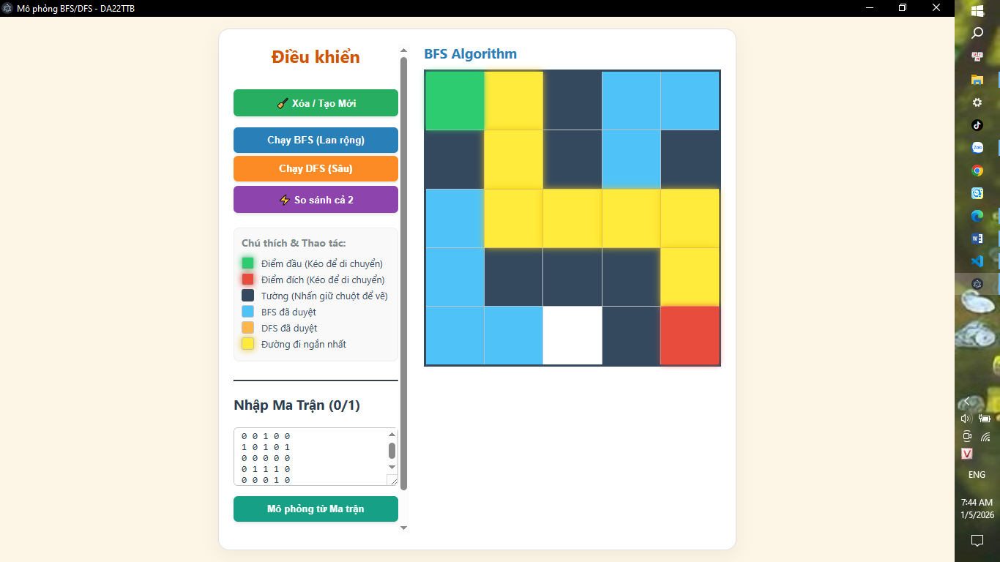 Mô phỏng BFS/DFS - DA22TTB
Điều khiển
Xóa / Tạo Mới
Chạy BFS (Lan rộng)
Chạy DFS (Sâu)
So sánh cả 2
Chú thích & Thao tác:
Điểm đầu (Kéo để di chuyển)
Điểm đích (Kéo để di chuyển)
Tường (Nhấn giữ chuột để vẽ)
BFS đã duyệt
DFS đã duyệt
Đường đi ngắn nhất
Nhập Ma Trận (0/1)
0 0 1 0 0
1 0 1 0 1
0 0 0 0 0
0 1 1 1 0
0 0 0 1 0
Mô phỏng từ Ma trận
BFS Algorithm
Zalo
V
ENG
7:44 AM
1/5/2026